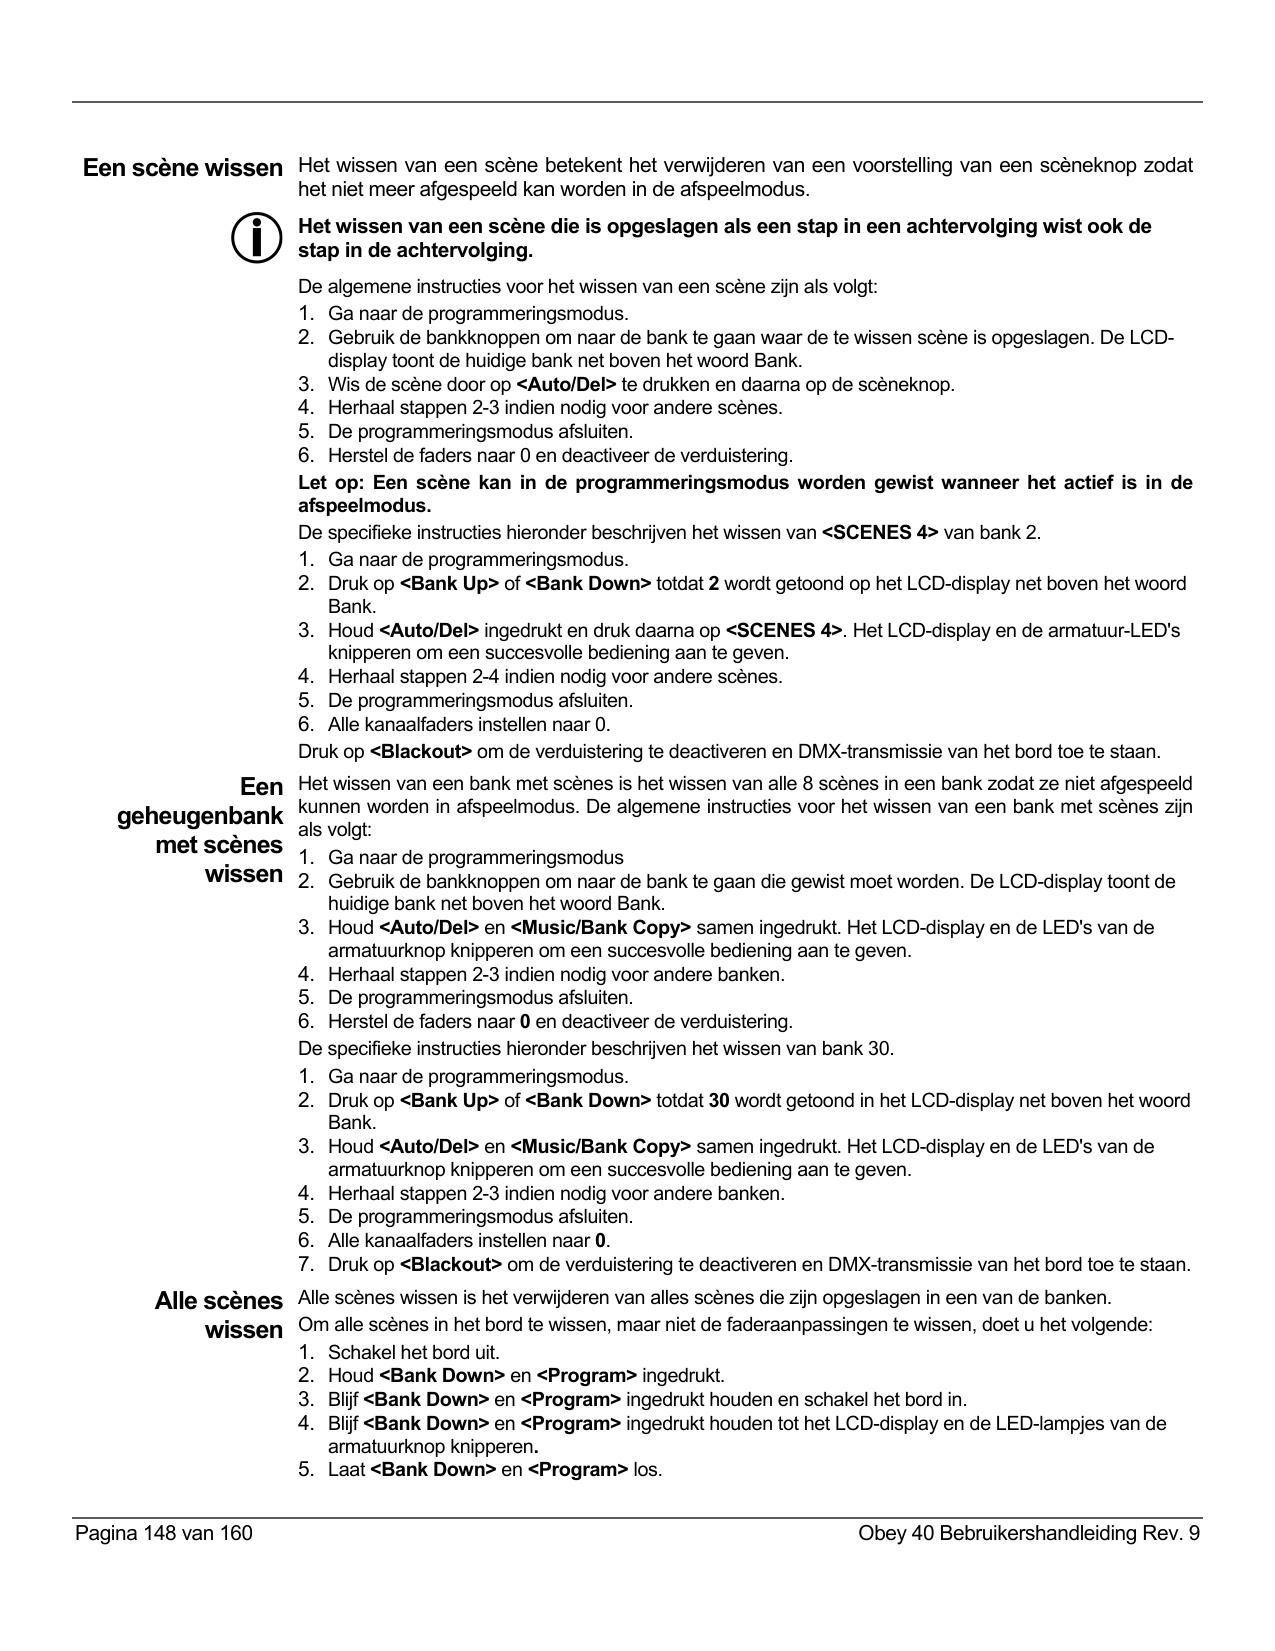 Een scène wissen
Het wissen van een scène betekent het verwijderen van een voorstelling van een scèneknop zodat
het niet meer afgespeeld kan worden in de afspeelmodus.
Het wissen van een scène die is opgeslagen als een stap in een achtervolging wist ook de
stap in de achtervolging.
De algemene instructies voor het wissen van een scène zijn als volgt:
1. Ga naar de programmeringsmodus.
2. Gebruik de bankknoppen om naar de bank te gaan waar de te wissen scène is opgeslagen. De LCD-
display toont de huidige bank net boven het woord Bank.
3. Wis de scène door op <Auto/Del> te drukken en daarna op de scèneknop.
4. Herhaal stappen 2-3 indien nodig voor andere scènes.
5. De programmeringsmodus afsluiten.
6. Herstel de faders naar 0 en deactiveer de verduistering.
Let op: Een scène kan in de programmeringsmodus worden gewist wanneer het actief is in de
afspeelmodus.
De specifieke instructies hieronder beschrijven het wissen van <SCENES 4> van bank 2.
1. Ga naar de programmeringsmodus.
2. Druk op <Bank Up> of <Bank Down> totdat 2 wordt getoond op het LCD-display net boven het woord
Bank.
3. Houd <Auto/Del> ingedrukt en druk daarna op <SCENES 4>. Het LCD-display en de armatuur-LED's
knipperen om een succesvolle bediening aan te geven.
4. Herhaal stappen 2-4 indien nodig voor andere scènes.
5. De programmeringsmodus afsluiten.
6. Alle kanaalfaders instellen naar 0.
Druk op <Blackout> om de verduistering te deactiveren en DMX-transmissie van het bord toe te staan.
Een
geheugenbank
met scènes
wissen
Het wissen van een bank met scènes is het wissen van alle 8 scènes in een bank zodat ze niet afgespeeld
kunnen worden in afspeelmodus. De algemene instructies voor het wissen van een bank met scènes zijn
als volgt:
1. Ga naar de programmeringsmodus
2. Gebruik de bankknoppen om naar de bank te gaan die gewist moet worden. De LCD-display toont de
huidige bank net boven het woord Bank.
3. Houd <Auto/Del> en <Music/Bank Copy> samen ingedrukt. Het LCD-display en de LED's van de
armatuurknop knipperen om een succesvolle bediening aan te geven.
4. Herhaal stappen 2-3 indien nodig voor andere banken.
5. De programmeringsmodus afsluiten.
6. Herstel de faders naar 0 en deactiveer de verduistering.
De specifieke instructies hieronder beschrijven het wissen van bank 30.
1. Ga naar de programmeringsmodus.
2. Druk op <Bank Up> of <Bank Down> totdat 30 wordt getoond in het LCD-display net boven het woord
Bank.
3. Houd <Auto/Del> en <Music/Bank Copy> samen ingedrukt. Het LCD-display en de LED's van de
armatuurknop knipperen om een succesvolle bediening aan te geven.
4. Herhaal stappen 2-3 indien nodig voor andere banken.
5. De programmeringsmodus afsluiten.
6. Alle kanaalfaders instellen naar 0.
7. Druk op <Blackout> om de verduistering te deactiveren en DMX-transmissie van het bord toe te staan.
Alle scènes
wissen
Alle scènes wissen is het verwijderen van alles scènes die zijn opgeslagen in een van de banken.
Om alle scènes in het bord te wissen, maar niet de faderaanpassingen te wissen, doet u het volgende:
1. Schakel het bord uit.
2. Houd <Bank Down> en <Program> ingedrukt.
3. Blijf <Bank Down> en <Program> ingedrukt houden en schakel het bord in.
4. Blijf <Bank Down> en <Program> ingedrukt houden tot het LCD-display en de LED-lampjes van de
armatuurknop knipperen.
5. Laat <Bank Down> en <Program> los.
Pagina 148 van 160
Obey 40 Bebruikershandleiding Rev. 9